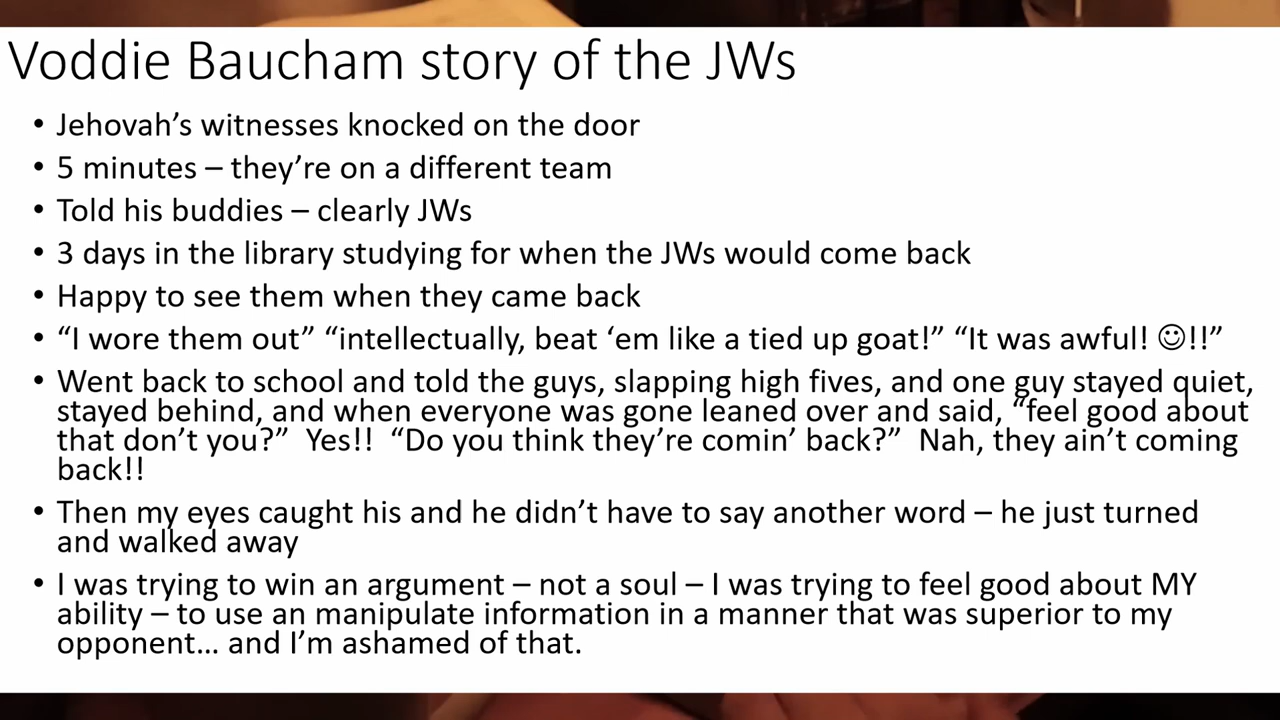 Voddie Baucham story of the JWs
• Jehovah’s witnesses knocked on the door
• 5 minutes – they’re on a different team
• Told his buddies – clearly JWs
• 3 days in the library studying for when the JWs would come back
• Happy to see them when they came back
• “I wore them out” “intellectually, beat ‘em like a tied up goat!” “It was awful! ☺!!”
• Went back to school and told the guys, slapping high fives, and one guy stayed quiet,
stayed behind, and when everyone was gone leaned over and said, “feel good about
that don’t you?”  Yes!!  “Do you think they’re comin’ back?”  Nah, they ain’t coming
back!!
• Then my eyes caught his and he didn’t have to say another word – he just turned
and walked away
• I was trying to win an argument – not a soul – I was trying to feel good about MY
ability – to use an manipulate information in a manner that was superior to my
opponent… and I’m ashamed of that.